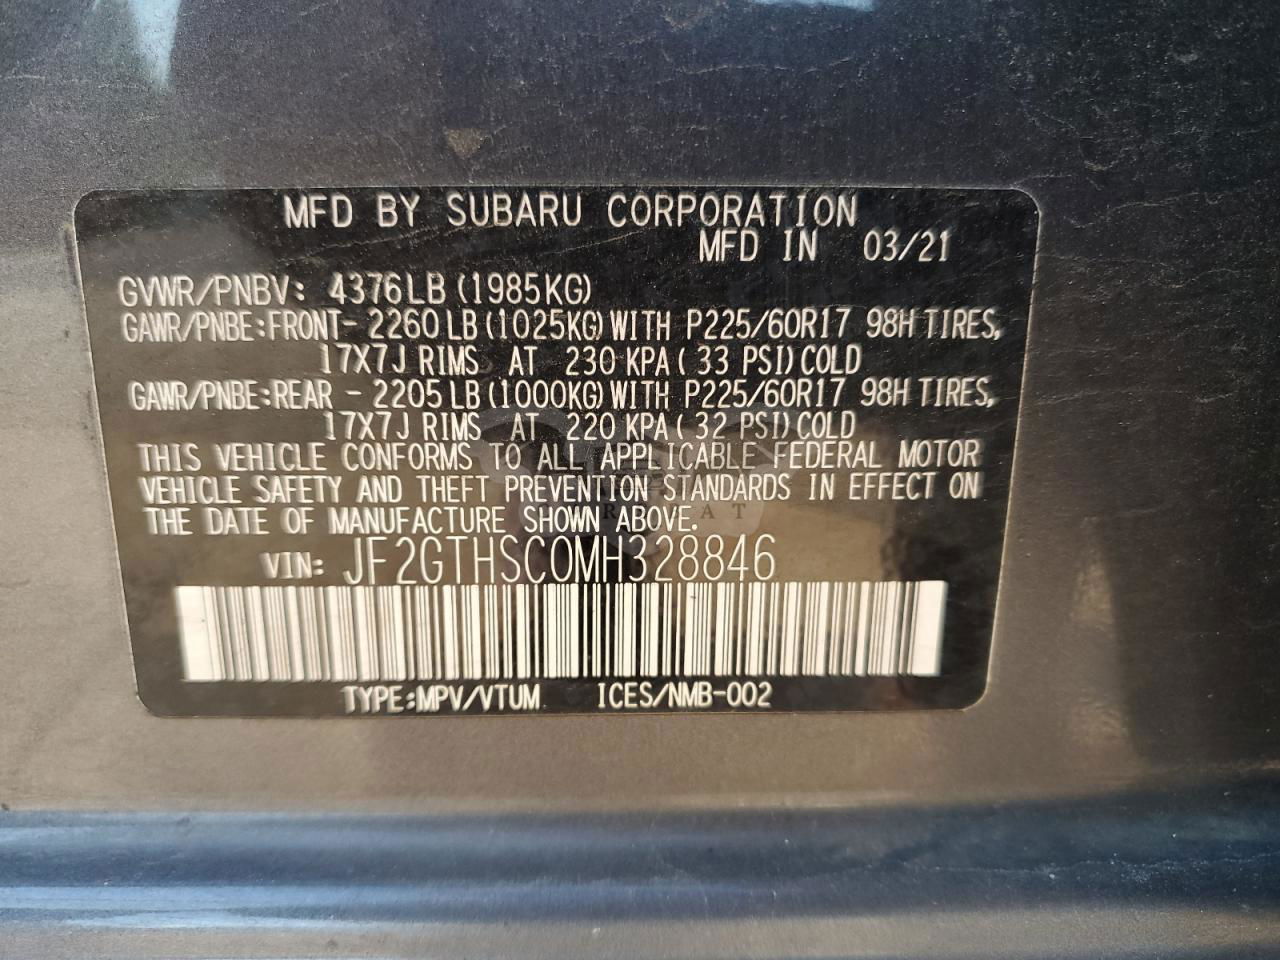 MFD BY SUBARU CORPORATION
MFD IN 03/21
GVWR/PNBV: 4376LB (1985KG)
GAWR/PNBE:FRONT- 2260 LB (1025KG) WITH P225/60R17 98H TIRES,
17X7J RIMS AT 230 KPA ( 33 PSI) COLD
GAWR/PNBE:REAR - 2205 LB (1000KG) WITH P225/60R17 98H TIRES,
17X7J RIMS AT 220 KPA ( 32 PSI) COLD
THIS VEHICLE CONFORMS TO ALL APPLICABLE FEDERAL MOTOR
VEHICLE SAFETY AND THEFT PREVENTION STANDARDS IN EFFECT ON
THE DATE OF MANUFACTURE SHOWN ABOVE.
VIN: JF2GTHSC0MH328846
TYPE:MPV/VTUM ICES/NMB-002